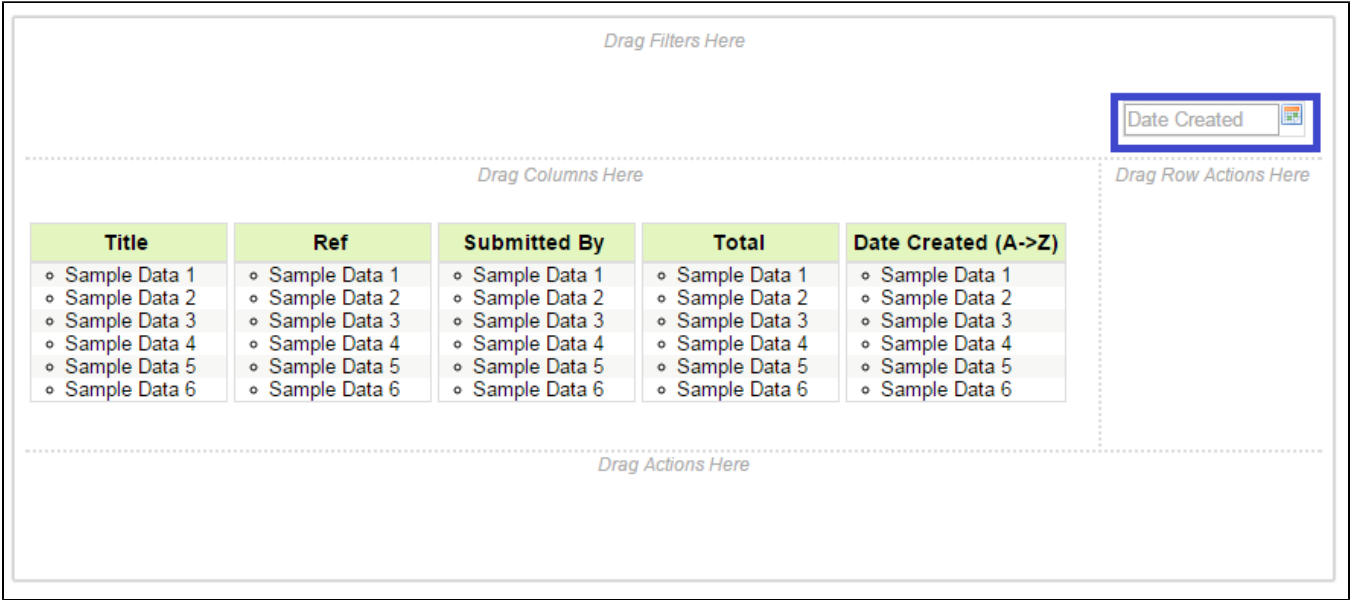 Drag Filters Here
Date Created
Drag Columns Here Drag Row Actions Here
Title Ref Submitted By Total Date Created (A->Z)
Sample Data 1 Sample Data 1 Sample Data 1 Sample Data 1 Sample Data 1
Sample Data 2 Sample Data 2 Sample Data 2 Sample Data 2 Sample Data 2
Sample Data 3 Sample Data 3 Sample Data 3 Sample Data 3 Sample Data 3
Sample Data 4 Sample Data 4 Sample Data 4 Sample Data 4 Sample Data 4
Sample Data 5 Sample Data 5 Sample Data 5 Sample Data 5 Sample Data 5
Sample Data 6 Sample Data 6 Sample Data 6 Sample Data 6 Sample Data 6
Drag Actions Here